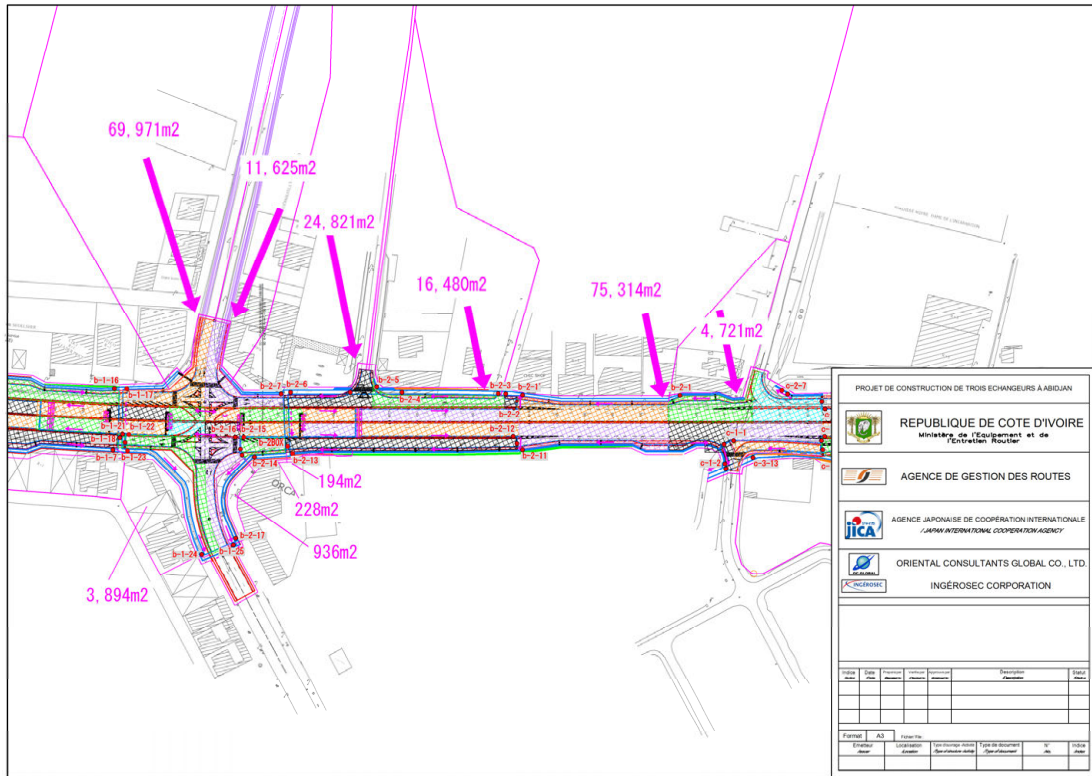 69,971m2
11,625m2
24,821m2
16,480m2
75,314m2
4,721m2
b-1-16
b-1-17
b-2-7
b-2-6
b-2-5
b-2-4
b-2-3
b-2-1'
b-2-1
c-2-7
b-1-21
b-1-22
b-2-16
b-2-15
b-2-2
b-1-18
b-2BOX
b-2-12
c-1-1
b-1-7
b-1-23
b-2-14
b-2-13
b-2-11
c-1-2
c-3-13
194m2
ORCA
228m2
936m2
b-2-17
b-1-25
b-1-24
3,894m2
PROJET DE CONSTRUCTION DE TROIS ECHANGEURS À ABIDJAN
REPUBLIQUE DE COTE D'IVOIRE
Ministère de l'Equipement et de
l'Entretien Routier
AGENCE DE GESTION DES ROUTES
jICA
AGENCE JAPONAISE DE COOPÉRATION INTERNATIONALE
/ JAPAN INTERNATIONAL COOPERATION AGENCY
ORIENTAL CONSULTANTS GLOBAL CO., LTD.
INGÉROSEC
INGÉROSEC CORPORATION
Indice Date Description Statut
Format A3
Emetteur Localisation Type de document N° Indice